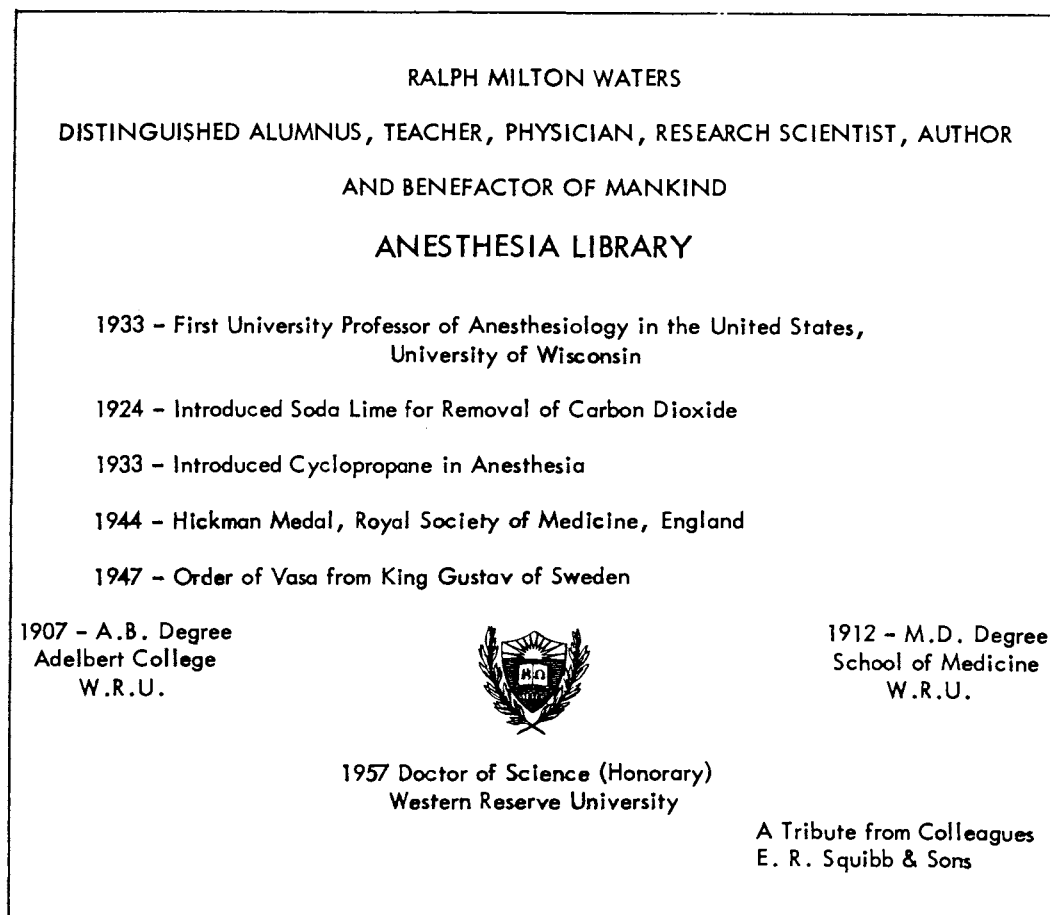 RALPH MILTON WATERS
DISTINGUISHED ALUMNUS, TEACHER, PHYSICIAN, RESEARCH SCIENTIST, AUTHOR
AND BENEFACTOR OF MANKIND
ANESTHESIA LIBRARY
1933 - First University Professor of Anesthesiology in the United States,
University of Wisconsin
1924 - Introduced Soda Lime for Removal of Carbon Dioxide
1933 - Introduced Cyclopropane in Anesthesia
1944 - Hickman Medal, Royal Society of Medicine, England
1947 - Order of Vasa from King Gustav of Sweden
1907 - A.B. Degree
Adelbert College
W.R.U.
1912 - M.D. Degree
School of Medicine
W.R.U.
1957 Doctor of Science (Honorary)
Western Reserve University
A Tribute from Colleagues
E. R. Squibb & Sons